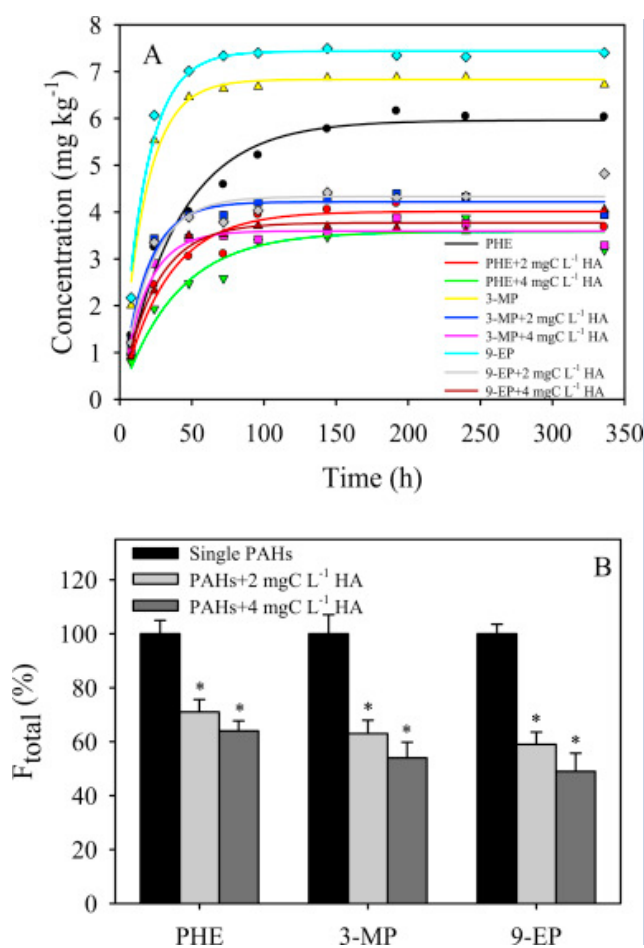 A
Concentration (mg kg⁻¹)
8
7
6
5
4
3
2
1
0
PHE
PHE+2 mgC L⁻¹ HA
PHE+4 mgC L⁻¹ HA
3-MP
3-MP+2 mgC L⁻¹ HA
3-MP+4 mgC L⁻¹ HA
9-EP
9-EP+2 mgC L⁻¹ HA
9-EP+4 mgC L⁻¹ HA
0 50 100 150 200 250 300 350
Time (h)
B
Single PAHs
PAHs+2 mgC L⁻¹ HA
PAHs+4 mgC L⁻¹ HA
Ftotal (%)
120
100
80
60
40
20
0
* * * * * *
PHE 3-MP 9-EP